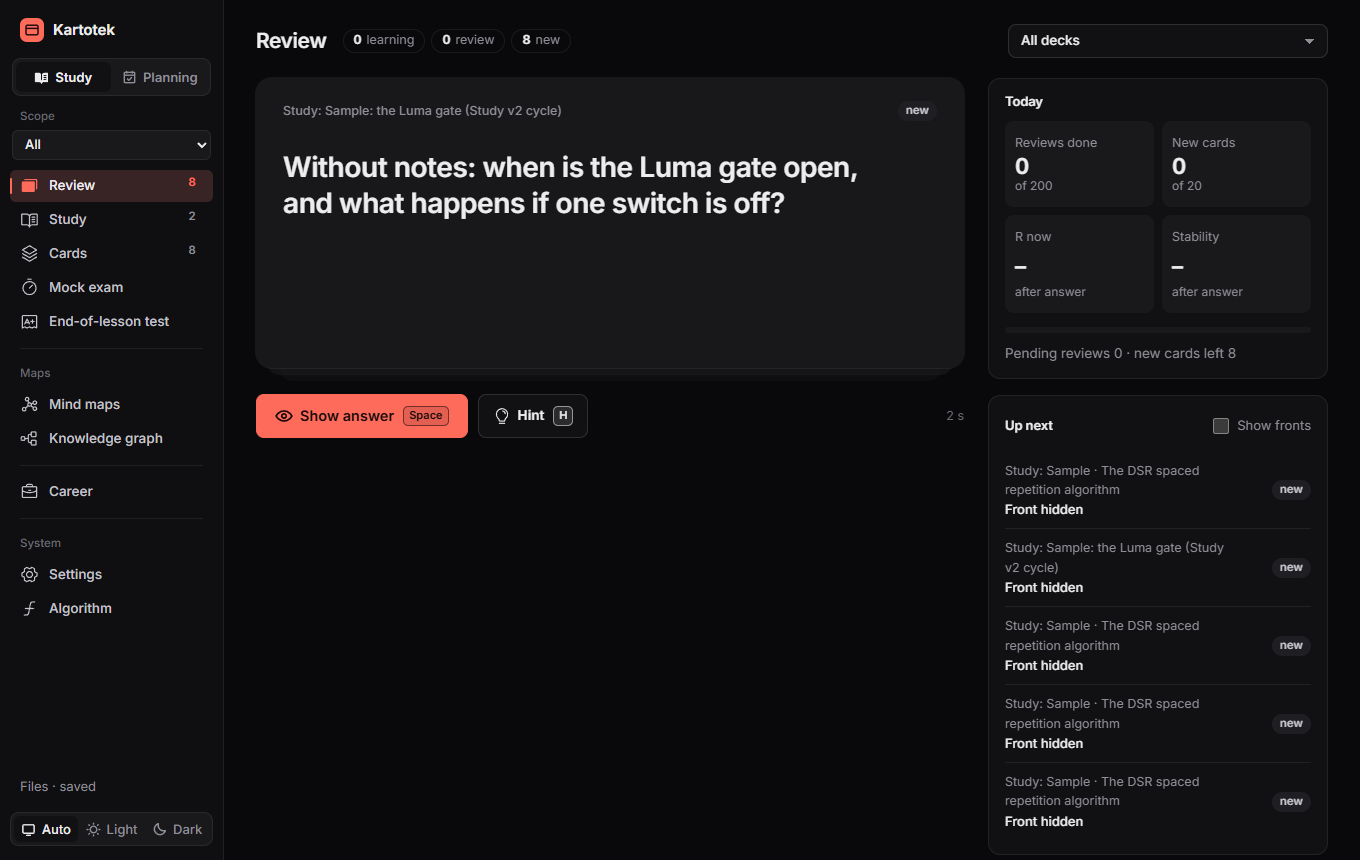 Kartotek
Study
Planning
Scope
All
Review 8
Study 2
Cards 8
Mock exam
End-of-lesson test
Maps
Mind maps
Knowledge graph
Career
System
Settings
Algorithm
Files · saved
Auto
Light
Dark
Review
0 learning
0 review
8 new
All decks
Study: Sample: the Luma gate (Study v2 cycle)
new
Without notes: when is the Luma gate open,
and what happens if one switch is off?
Show answer Space
Hint H
2 s
Today
Reviews done
0
of 200
New cards
0
of 20
R now
–
after answer
Stability
–
after answer
Pending reviews 0 · new cards left 8
Up next
Show fronts
Study: Sample · The DSR spaced
repetition algorithm
Front hidden
new
Study: Sample: the Luma gate (Study
v2 cycle)
Front hidden
new
Study: Sample · The DSR spaced
repetition algorithm
Front hidden
new
Study: Sample · The DSR spaced
repetition algorithm
Front hidden
new
Study: Sample · The DSR spaced
repetition algorithm
Front hidden
new